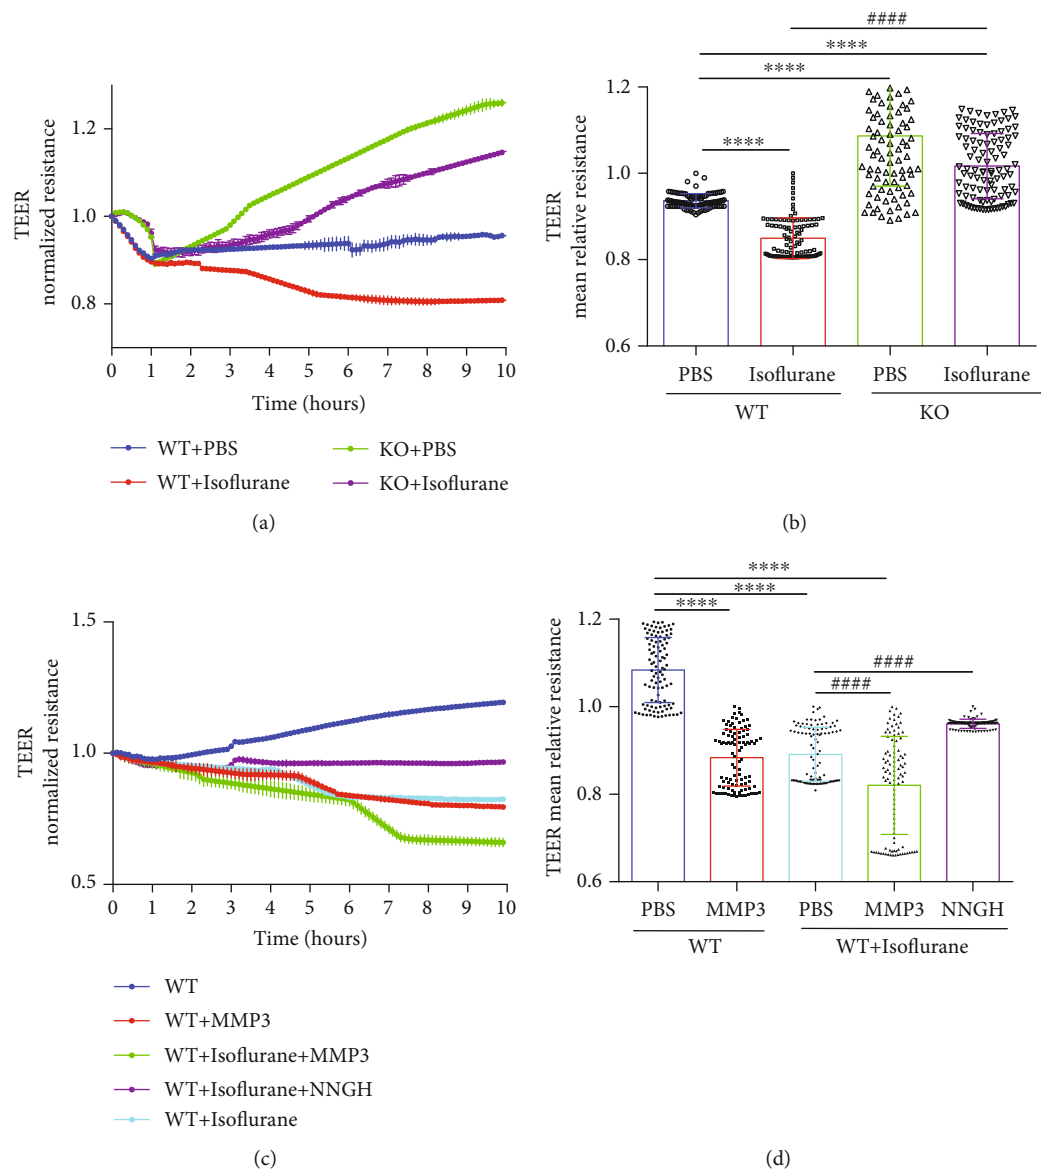 TEER
normalized resistance
1.2
1.0
0.8
0 1 2 3 4 5 6 7 8 9 10
Time (hours)
WT+PBS
KO+PBS
WT+Isoflurane
KO+Isoflurane
(a)
####
****
****
****
TEER
mean relative resistance
1.2
1.0
0.8
0.6
PBS Isoflurane PBS Isoflurane
WT KO
(b)
TEER
normalized resistance
1.5
1.0
0.5
0 1 2 3 4 5 6 7 8 9 10
Time (hours)
WT
WT+MMP3
WT+Isoflurane+MMP3
WT+Isoflurane+NNGH
WT+Isoflurane
(c)
****
****
****
####
####
TEER mean relative resistance
1.2
1.0
0.8
0.6
PBS MMP3 PBS MMP3 NNGH
WT WT+Isoflurane
(d)